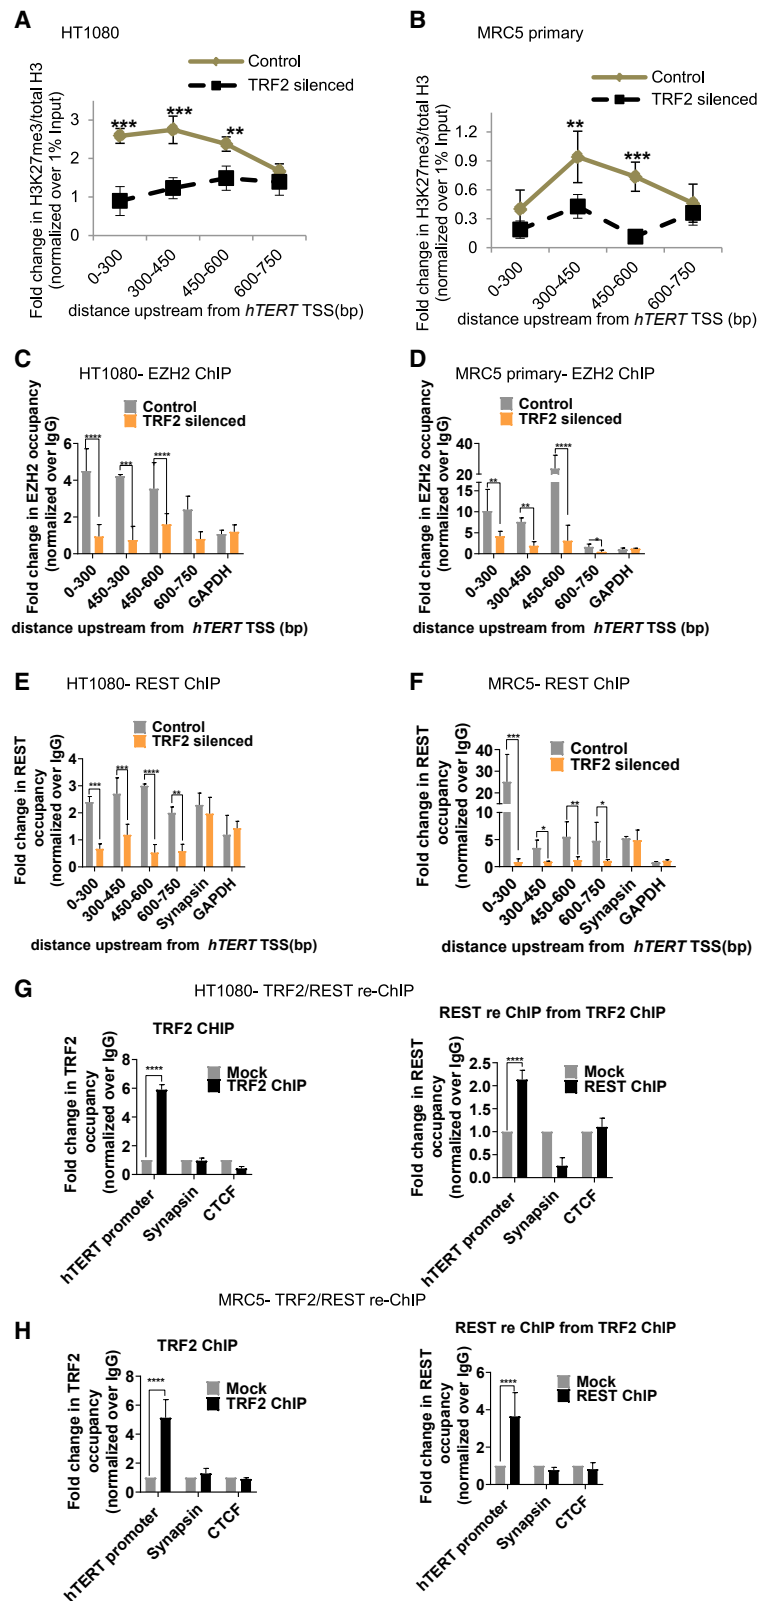 A
HT1080
Control
TRF2 silenced
Fold change in H3K27me3/total H3
(normalized over 1% Input)
3
2
1
0
***
***
**
0-300
300-450
450-600
600-750
distance upstream from hTERT TSS(bp)
B
MRC5 primary
Control
TRF2 silenced
Fold change in H3K27me3/total H3
(normalized over 1% Input)
1.2
0.9
0.6
0.3
0
**
***
0-300
300-450
450-600
600-750
distance upstream from hTERT TSS (bp)
C
HT1080- EZH2 ChIP
Control
TRF2 silenced
Fold change in EZH2 occupancy
(normalized over IgG)
6
4
2
0
****
***
****
0-300
450-300
450-600
600-750
GAPDH
distance upstream from hTERT TSS (bp)
D
MRC5 primary- EZH2 ChIP
Control
TRF2 silenced
Fold change in EZH2 occupancy
(normalized over IgG)
40
20
15
10
5
0
**
**
****
*
0-300
300-450
450-600
600-750
GAPDH
distance upstream from hTERT TSS (bp)
E
HT1080- REST ChIP
Control
TRF2 silenced
Fold change in REST
occupancy
(normalized over IgG)
4
3
2
1
0
***
***
****
**
0-300
300-450
450-600
600-750
Synapsin
GAPDH
distance upstream from hTERT TSS(bp)
F
MRC5- REST ChIP
Control
TRF2 silenced
Fold change in REST
occupancy
(normalized over IgG)
40
20
10
5
0
***
*
**
*
0-300
300-450
450-600
600-750
Synapsin
GAPDH
distance upstream from hTERT TSS(bp)
G
HT1080- TRF2/REST re-ChIP
TRF2 CHIP
Mock
TRF2 ChIP
Fold change in TRF2
occupancy
(normalized over IgG)
8
6
4
2
0
****
hTERT promoter
Synapsin
CTCF
REST re ChIP from TRF2 ChIP
Mock
REST ChIP
Fold change in REST
occupancy
(normalized over IgG)
2.5
2.0
1.5
1.0
0.5
0.0
****
hTERT promoter
Synapsin
CTCF
MRC5- TRF2/REST re-ChIP
H
TRF2 ChIP
Mock
TRF2 ChIP
Fold change in TRF2
occupancy
(normalized over IgG)
8
6
4
2
0
****
hTERT promoter
Synapsin
CTCF
REST re ChIP from TRF2 ChIP
Mock
REST ChIP
Fold change in REST
occupancy
(normalized over IgG)
6
4
2
0
****
hTERT promoter
Synapsin
CTCF